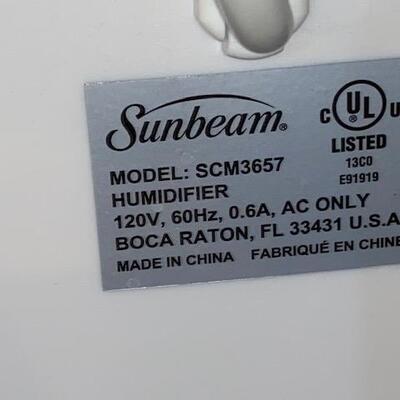 Sunbeam®
C UL US
LISTED
13C0
E91919
MODEL: SCM3657
HUMIDIFIER
120V, 60Hz, 0.6A, AC ONLY
BOCA RATON, FL 33431 U.S.A
MADE IN CHINA FABRIQUÉ EN CHINE